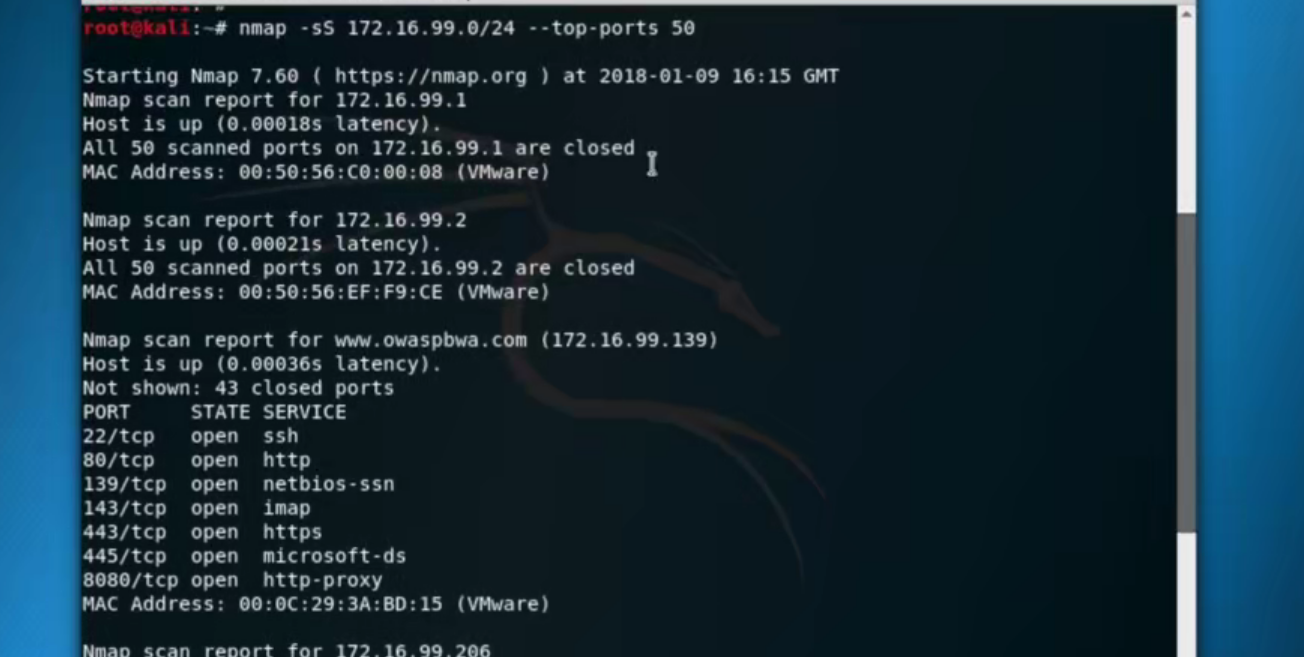 root@kali:~# nmap -sS 172.16.99.0/24 --top-ports 50
Starting Nmap 7.60 ( https://nmap.org ) at 2018-01-09 16:15 GMT
Nmap scan report for 172.16.99.1
Host is up (0.00018s latency).
All 50 scanned ports on 172.16.99.1 are closed
MAC Address: 00:50:56:C0:00:08 (VMware)
Nmap scan report for 172.16.99.2
Host is up (0.00021s latency).
All 50 scanned ports on 172.16.99.2 are closed
MAC Address: 00:50:56:EF:F9:CE (VMware)
Nmap scan report for www.owaspbwa.com (172.16.99.139)
Host is up (0.00036s latency).
Not shown: 43 closed ports
PORT STATE SERVICE
22/tcp open ssh
80/tcp open http
139/tcp open netbios-ssn
143/tcp open imap
443/tcp open https
445/tcp open microsoft-ds
8080/tcp open http-proxy
MAC Address: 00:0C:29:3A:BD:15 (VMware)
Nmap scan report for 172.16.99.206